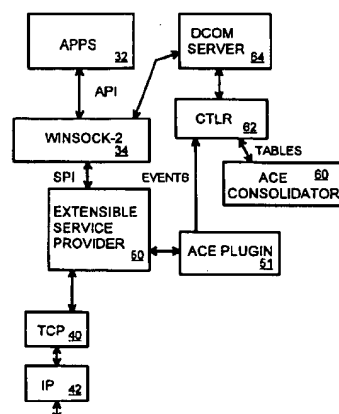 APPS
32
DCOM
SERVER
64
API
WINSOCK-2
34
CTLR
62
SPI
EVENTS
TABLES
ACE 60
CONSOLIDATOR
EXTENSIBLE
SERVICE
PROVIDER
50
ACE PLUGIN
51
TCP
40
IP
42